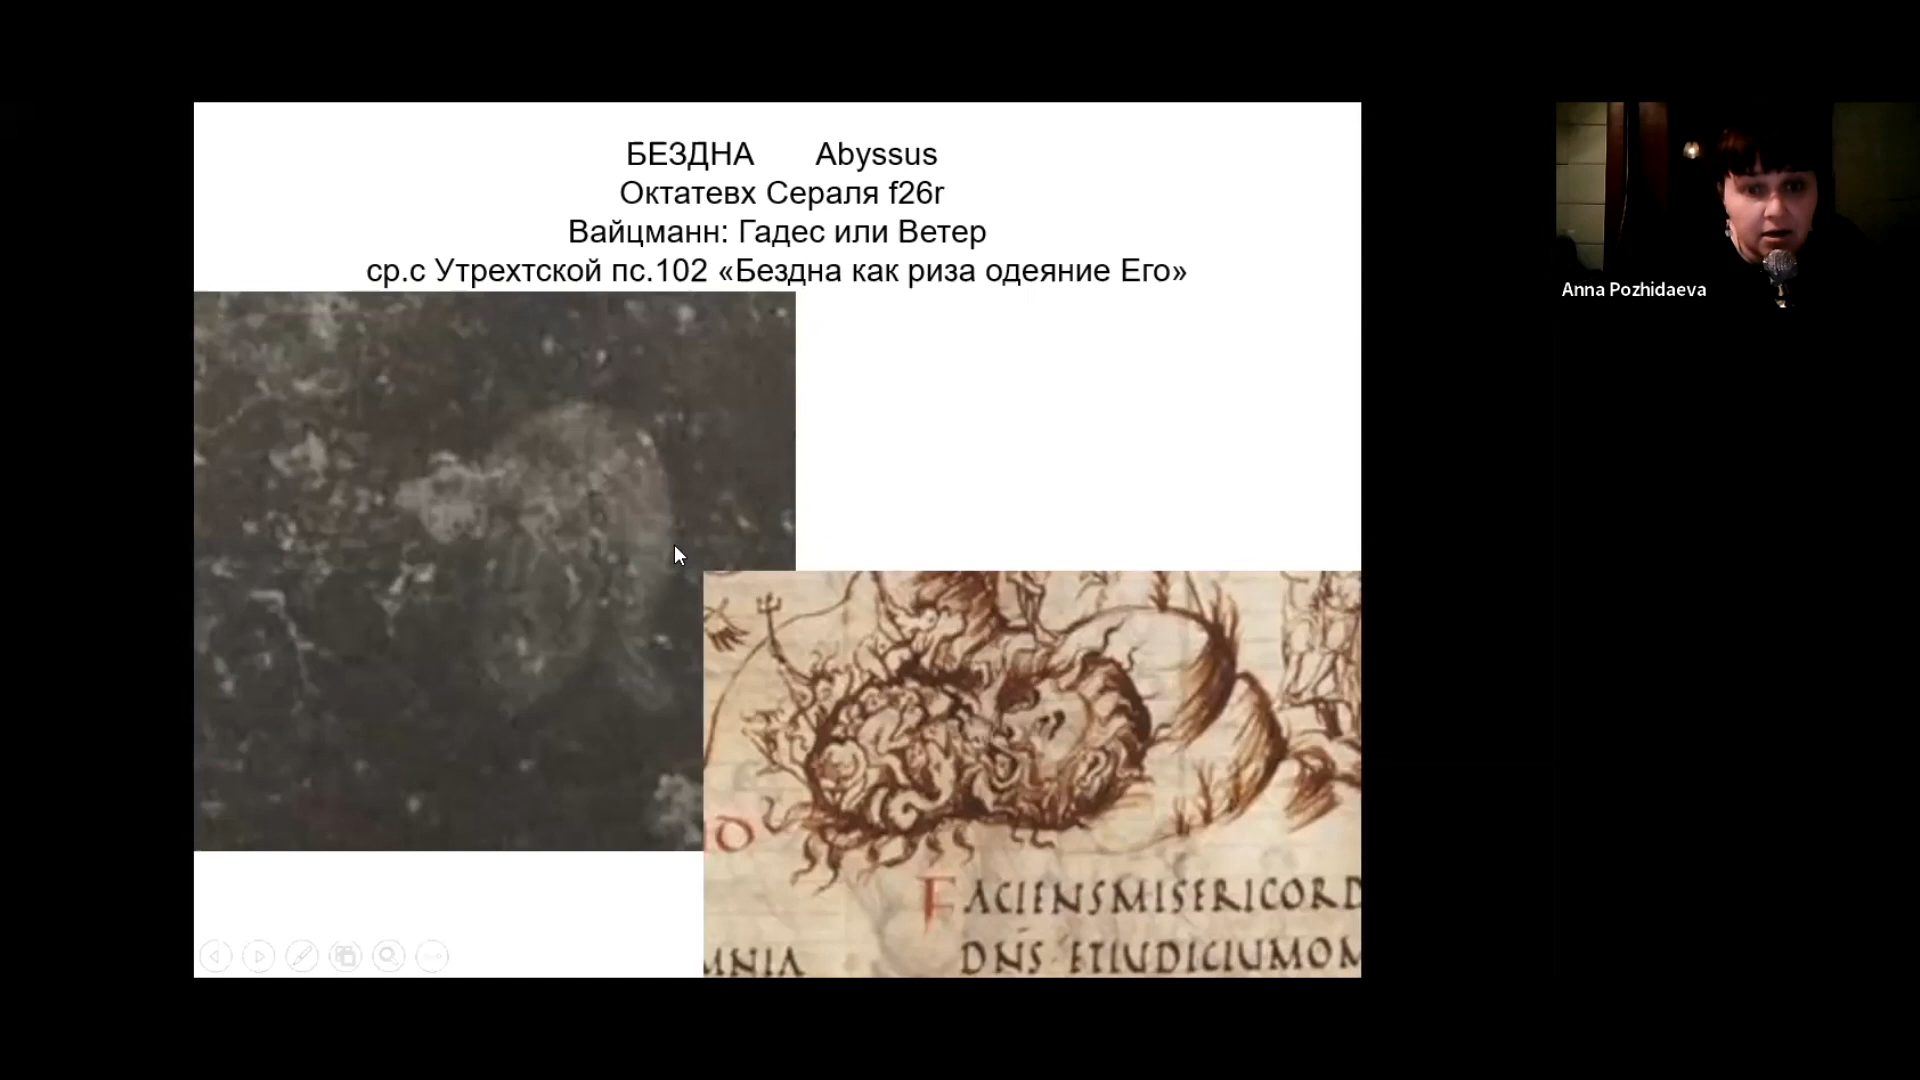 БЕЗДНА Abyssus
Октатевх Сераля f26r
Вайцманн: Гадес или Ветер
ср.с Утрехтской пс.102 «Бездна как риза одеяние Его»
Anna Pozhidaeva
FACIENSMISERICORD
MNIA DNS ETIUDICIUMOM